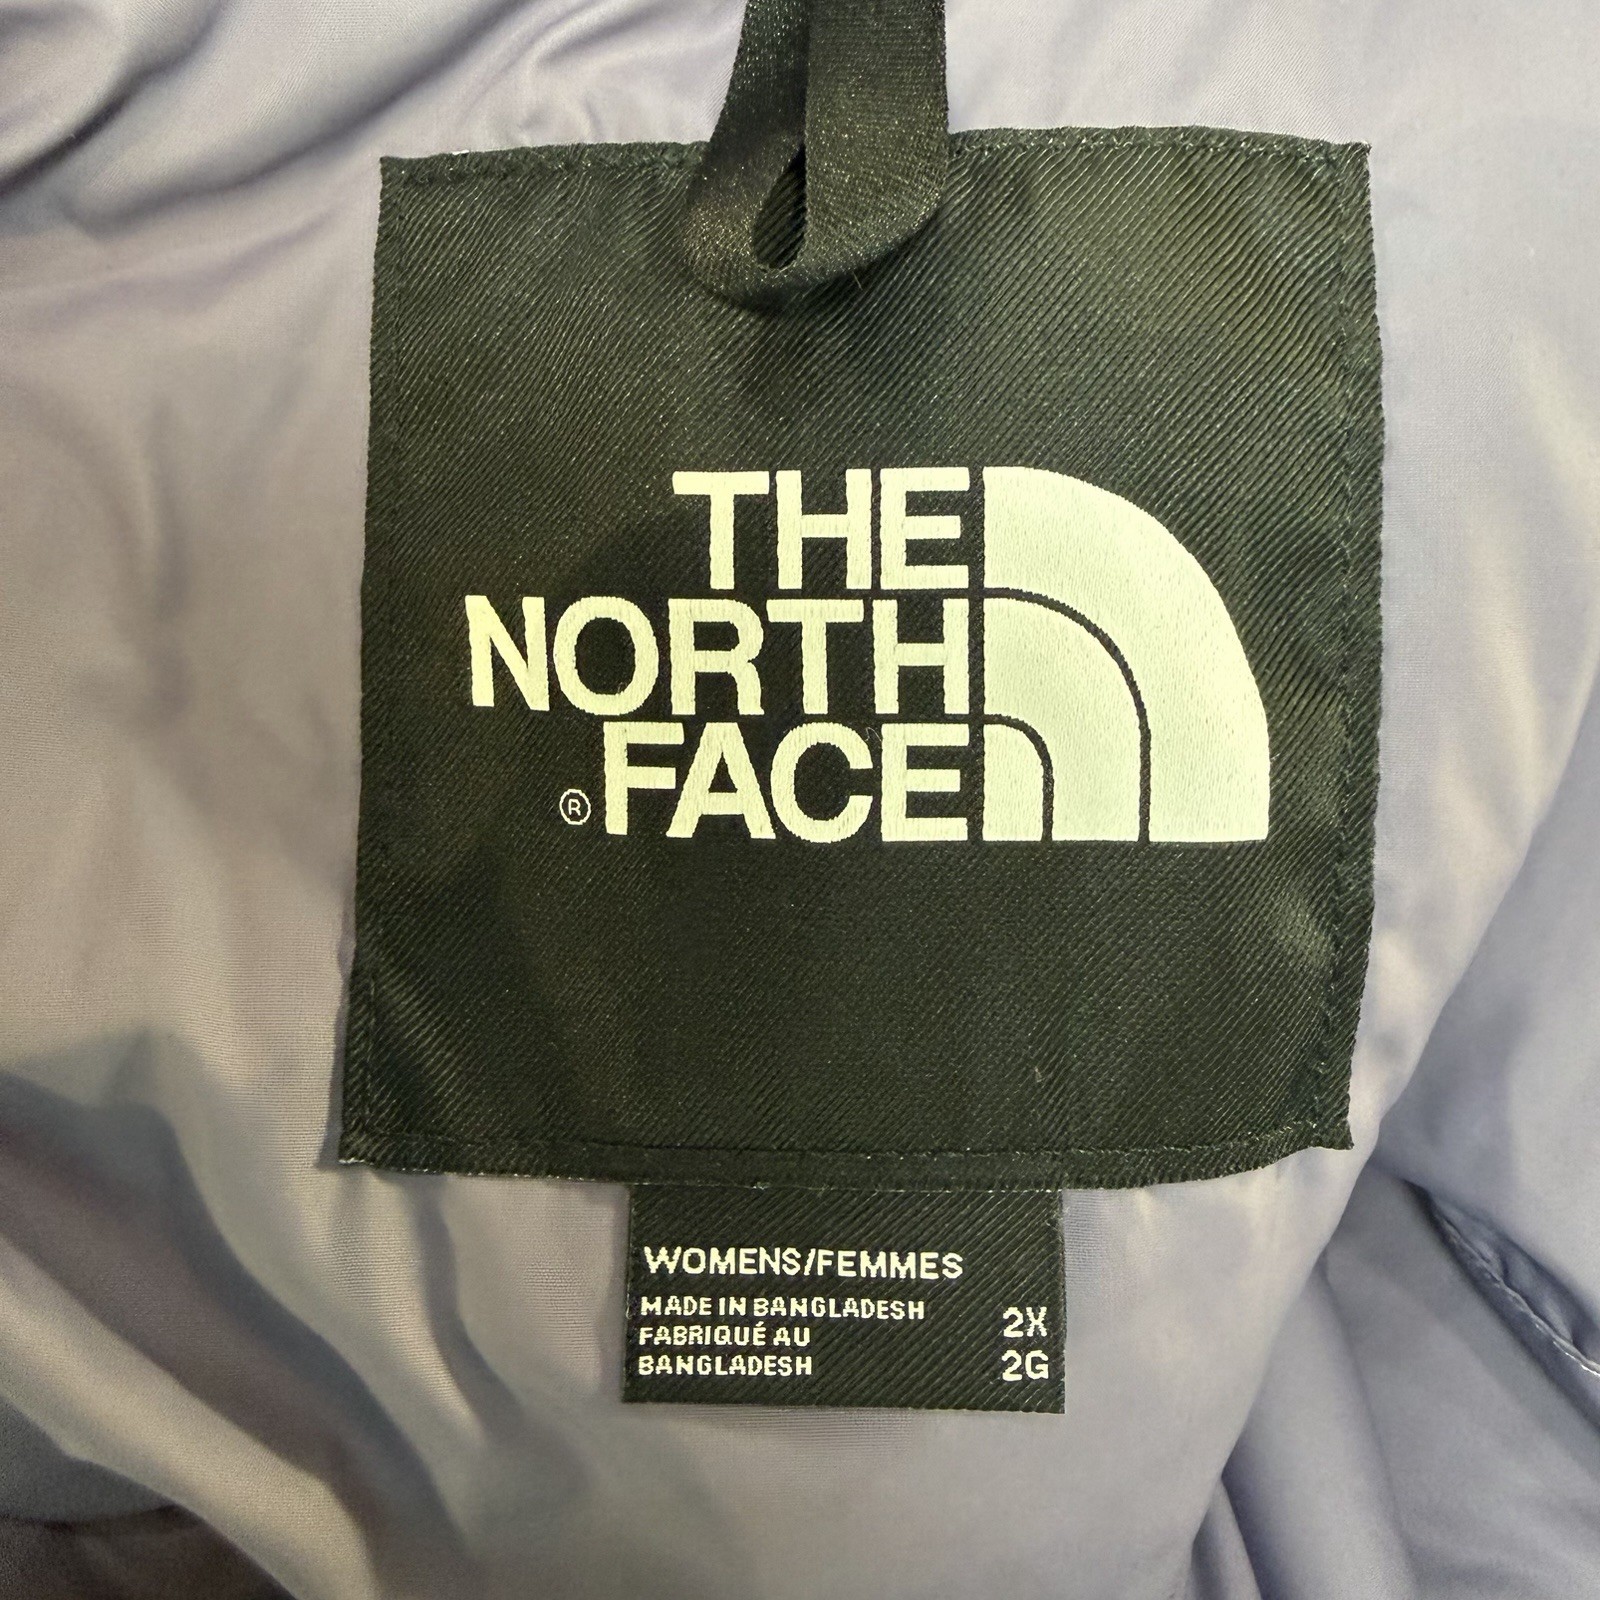 THE
NORTH
® FACE
WOMENS/FEMMES
MADE IN BANGLADESH
FABRIQUÉ AU
BANGLADESH
2X
2G